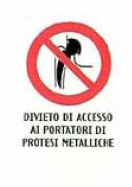 DIVIETO DI ACCESSO
AI PORTATORI DI
PROTESI METALLICHE